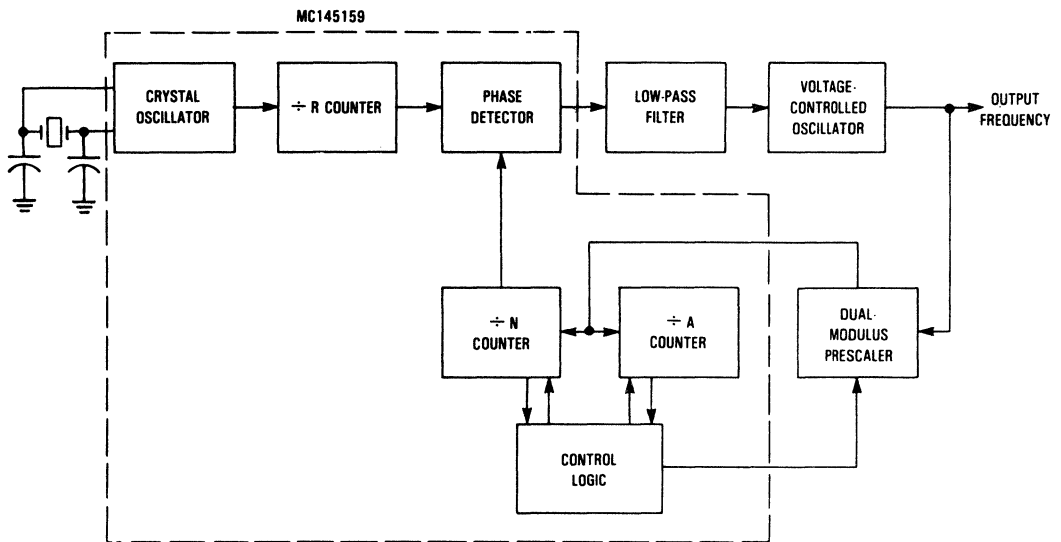 MC145159
CRYSTAL
OSCILLATOR
÷ R COUNTER
PHASE
DETECTOR
LOW-PASS
FILTER
VOLTAGE-
CONTROLLED
OSCILLATOR
OUTPUT
FREQUENCY
÷ N
COUNTER
÷ A
COUNTER
DUAL-
MODULUS
PRESCALER
CONTROL
LOGIC